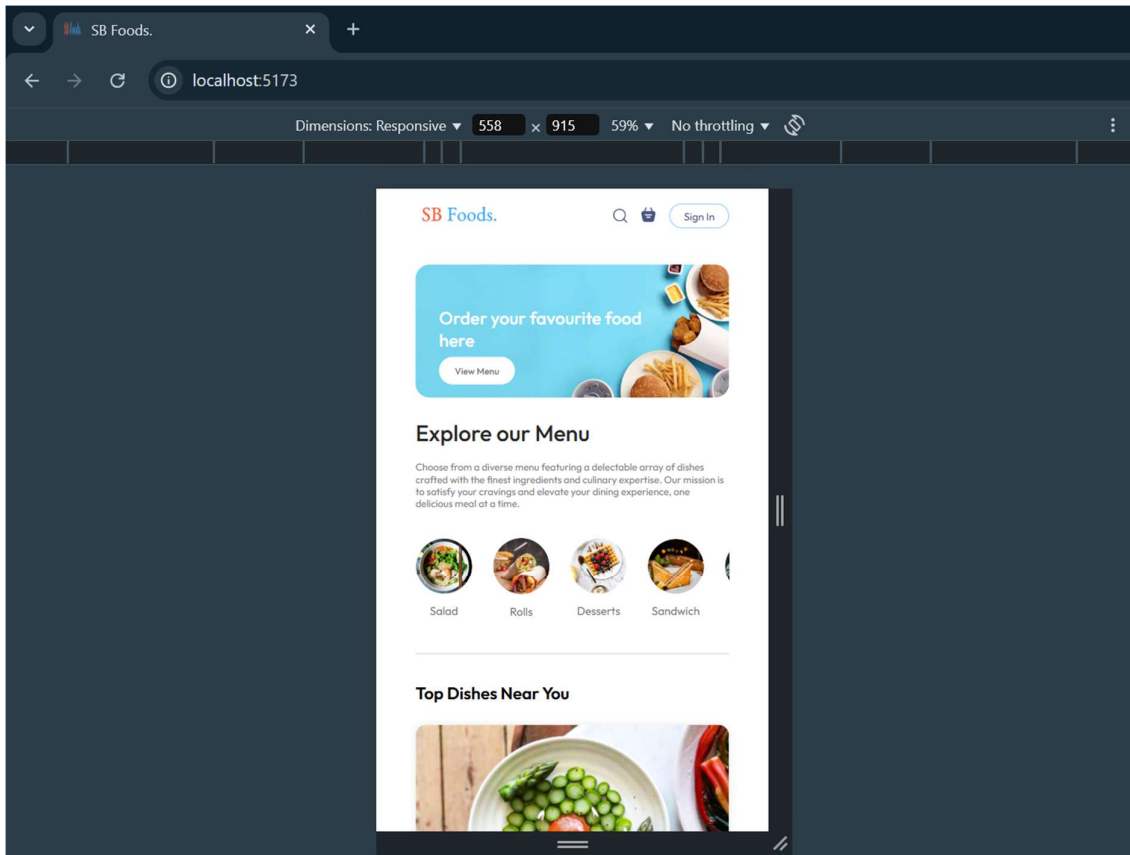 SB Foods.
localhost:5173
Dimensions: Responsive 558 x 915 59% No throttling
SB Foods.
Sign In
Order your favourite food
here
View Menu
Explore our Menu
Choose from a diverse menu featuring a delectable array of dishes
crafted with the finest ingredients and culinary expertise. Our mission is
to satisfy your cravings and elevate your dining experience, one
delicious meal at a time.
Salad Rolls Desserts Sandwich
Top Dishes Near You